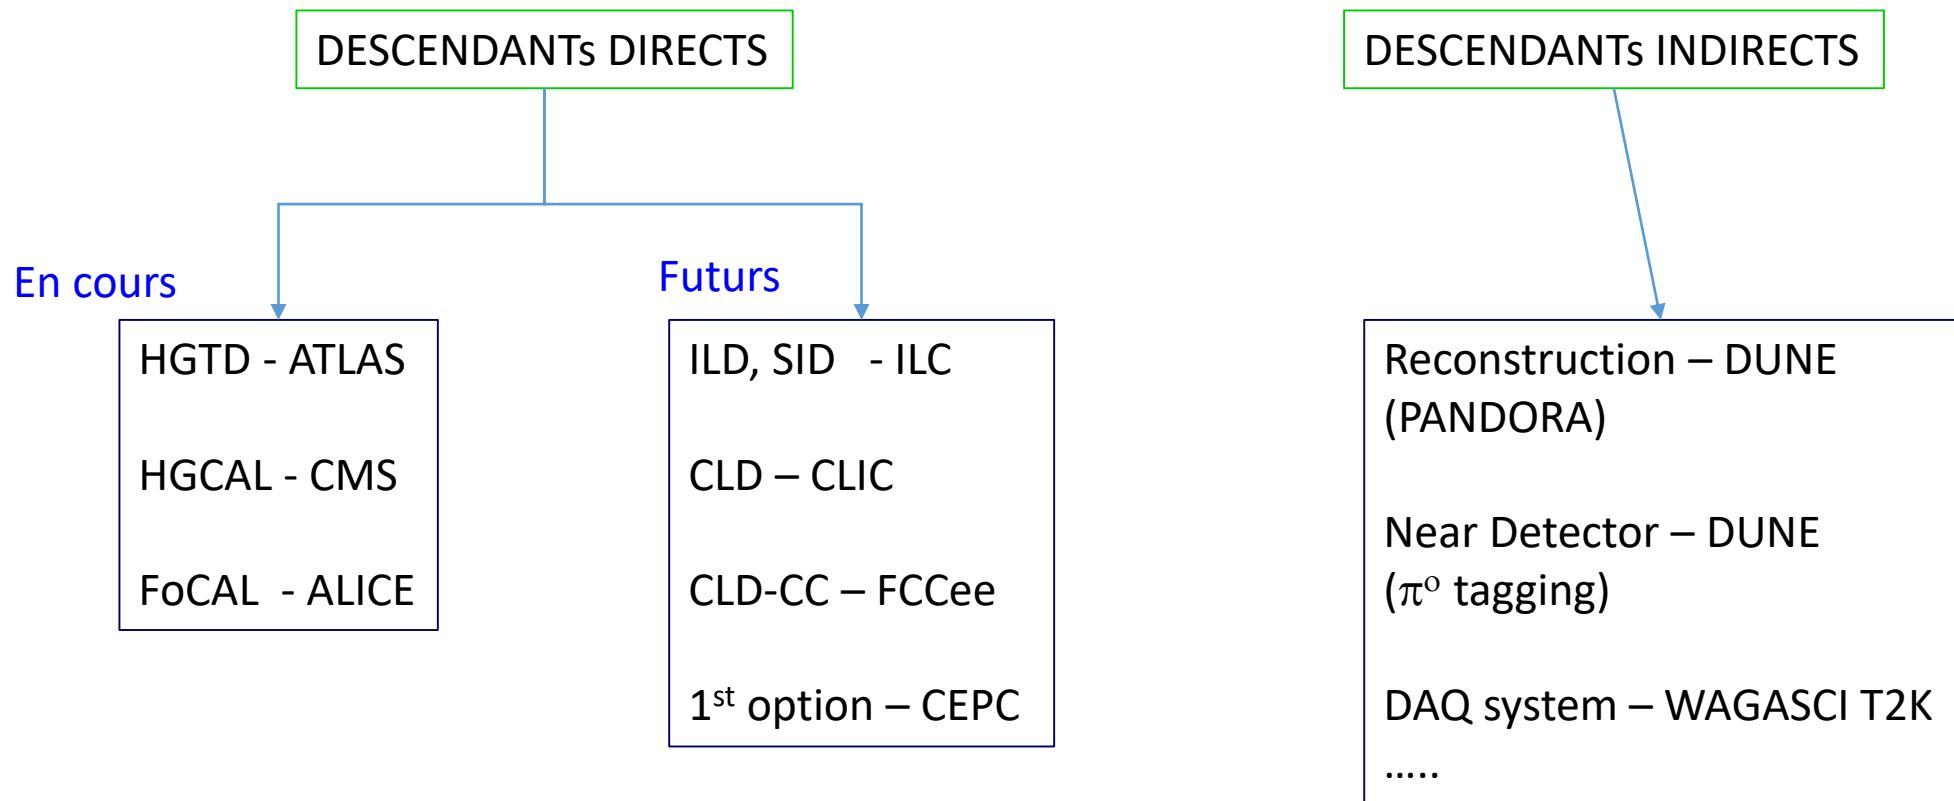 DESCENDANTs DIRECTS
DESCENDANTs INDIRECTS
En cours
Futurs
HGTD - ATLAS
HGCAL - CMS
FoCAL - ALICE
ILD, SID - ILC
CLD – CLIC
CLD-CC – FCCee
1st option – CEPC
Reconstruction – DUNE
(PANDORA)
Near Detector – DUNE
(π⁰ tagging)
DAQ system – WAGASCI T2K
…..